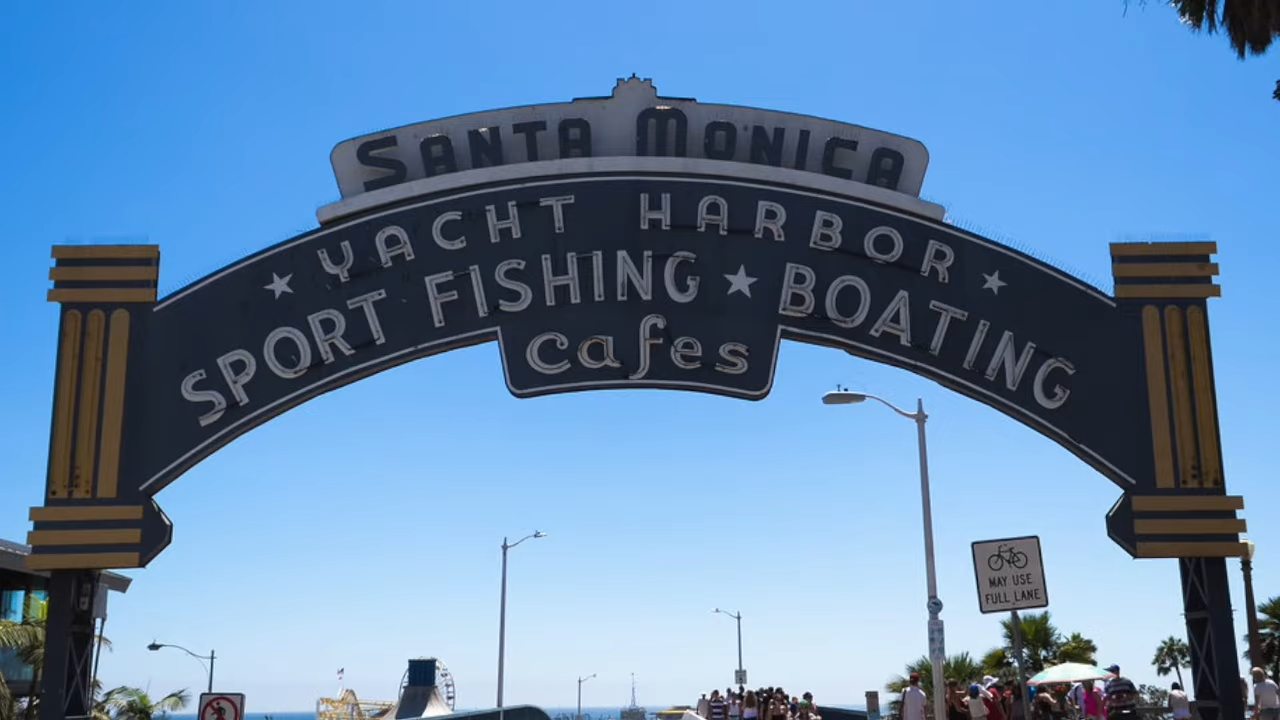 SANTA MONICA
YACHT HARBOR
SPORT FISHING ★ BOATING
cafes
MAY USE
FULL LANE